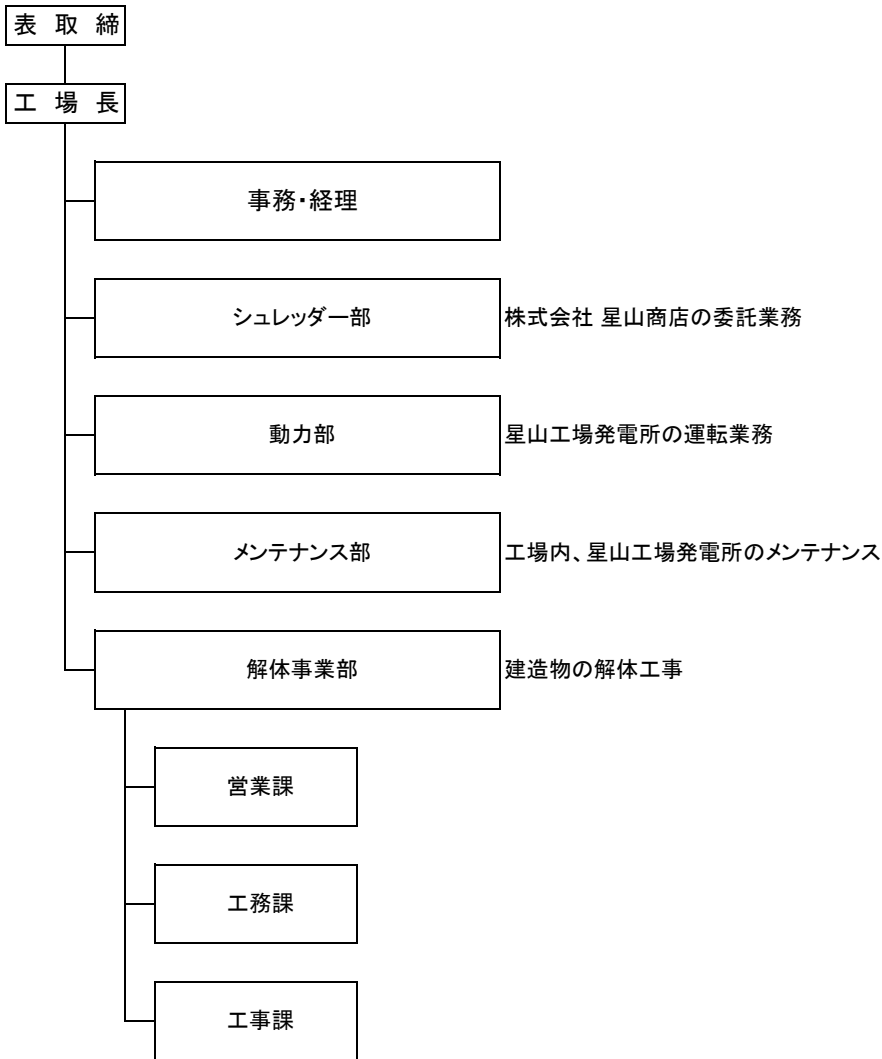 表 取 締
工 場 長
事務・経理
シュレッダー部 株式会社 星山商店の委託業務
動力部 星山工場発電所の運転業務
メンテナンス部 工場内、星山工場発電所のメンテナンス
解体事業部 建造物の解体工事
営業課
工務課
工事課